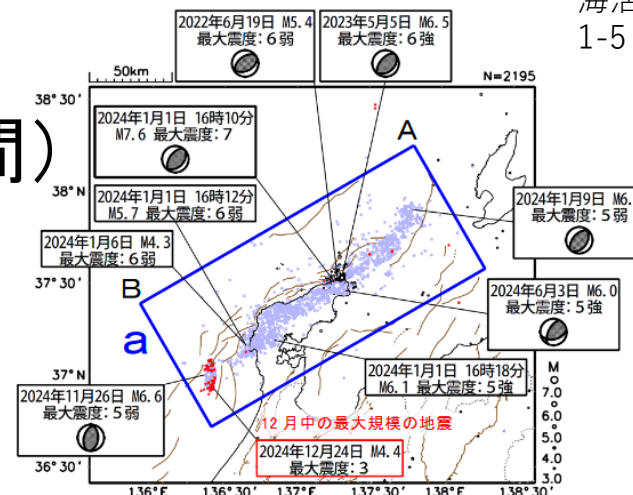 海活
1-5
間）
2022年6月19日 M5.4
最大震度：6弱
2023年5月5日 M6.5
最大震度：6強
50km
N=2195
38°30′
2024年1月1日 16時10分
M7.6 最大震度：7
A
38°N
2024年1月1日 16時12分
M5.7 最大震度：6弱
2024年1月9日 M6.
最大震度：5弱
2024年1月6日 M4.3
最大震度：6弱
37°30′
B
2024年6月3日 M6.0
最大震度：5強
a
2024年1月1日 16時18分
M6.1 最大震度：5強
37°N
M
7.0
6.0
5.0
4.0
3.0
2024年11月26日 M6.6
最大震度：5弱
12月中の最大規模の地震
2024年12月24日 M4.4
最大震度：3
36°30′
136°E
136°30′
137°E
137°30′
138°E
138°30′